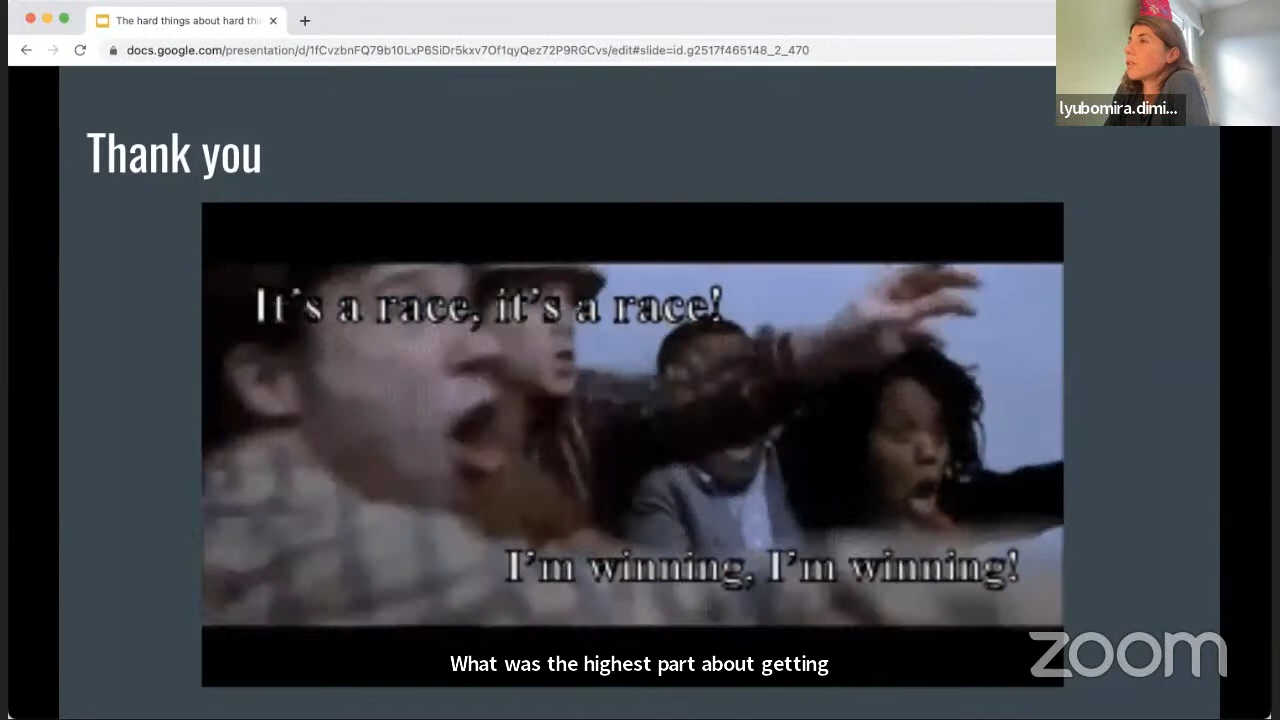 The hard things about hard thi
docs.google.com/presentation/d/1fCvzbnFQ79b10LxP6SiDr5kxv7Of1qyQez72P9RGCvs/edit#slide=id.g2517f465148_2_470
lyubomira.dimi...
Thank you
It's a race, it's a race!
I'm winning, I'm winning!
What was the highest part about getting
zoom